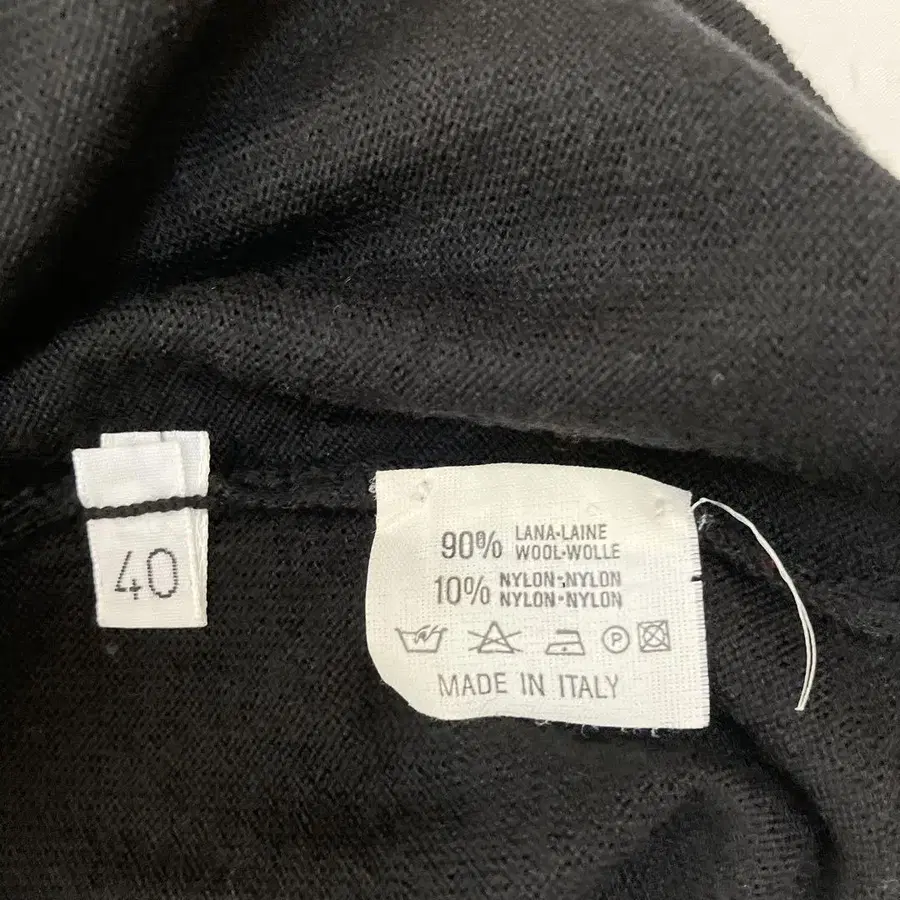 40
90% LANA-LAINE
WOOL-WOLLE
10% NYLON-NYLON
NYLON-NYLON
P
MADE IN ITALY